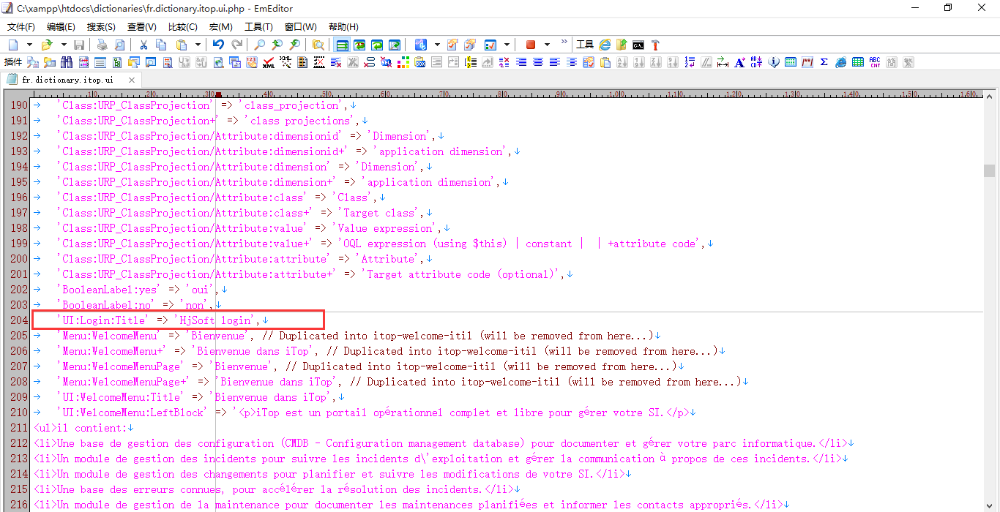 C:\xampp\htdocs\dictionaries\fr.dictionary.itop.ui.php - EmEditor
文件(F) 编辑(E) 搜索(S) 查看(V) 比较(C) 宏(M) 工具(T) 窗口(W) 帮助(H)
工具
插件
fr.dictionary.itop.ui
10 20 30 40 50 60 70 80 90 100 110 120 130 140 150 160
190 'Class:URP_ClassProjection' => 'class_projection',
191 'Class:URP_ClassProjection+' => 'class projections',
192 'Class:URP_ClassProjection/Attribute:dimensionid' => 'Dimension',
193 'Class:URP_ClassProjection/Attribute:dimensionid+' => 'application dimension',
194 'Class:URP_ClassProjection/Attribute:dimension' => 'Dimension',
195 'Class:URP_ClassProjection/Attribute:dimension+' => 'application dimension',
196 'Class:URP_ClassProjection/Attribute:class' => 'Class',
197 'Class:URP_ClassProjection/Attribute:class+' => 'Target class',
198 'Class:URP_ClassProjection/Attribute:value' => 'Value expression',
199 'Class:URP_ClassProjection/Attribute:value+' => 'OQL expression (using $this) | constant |  | +attribute code',
200 'Class:URP_ClassProjection/Attribute:attribute' => 'Attribute',
201 'Class:URP_ClassProjection/Attribute:attribute+' => 'Target attribute code (optional)',
202 'BooleanLabel:yes' => 'oui',
203 'BooleanLabel:no' => 'non',
204 'UI:Login:Title' => 'HjSoft login',
205 'Menu:WelcomeMenu' => 'Bienvenue', // Duplicated into itop-welcome-itil (will be removed from here...)
206 'Menu:WelcomeMenu+' => 'Bienvenue dans iTop', // Duplicated into itop-welcome-itil (will be removed from here...)
207 'Menu:WelcomeMenuPage' => 'Bienvenue', // Duplicated into itop-welcome-itil (will be removed from here...)
208 'Menu:WelcomeMenuPage+' => 'Bienvenue dans iTop', // Duplicated into itop-welcome-itil (will be removed from here...)
209 'UI:WelcomeMenu:Title' => 'Bienvenue dans iTop',
210 'UI:WelcomeMenu:LeftBlock' => '<p>iTop est un portail opérationnel complet et libre pour gérer votre SI.</p>
211 <ul>il contient:
212 <li>Une base de gestion des configuration (CMDB - Configuration management database) pour documenter et gérer votre parc informatique.</li>
213 <li>Un module de gestion des incidents pour suivre les incidents d\'exploitation et gérer la communication à propos de ces incidents.</li>
214 <li>Un module de gestion des changements pour planifier et suivre les modifications de votre SI.</li>
215 <li>Une base des erreurs connues, pour accélérer la résolution des incidents.</li>
216 <li>Un module de gestion de la maintenance pour documenter les maintenances planifiées et informer les contacts appropriés.</li>